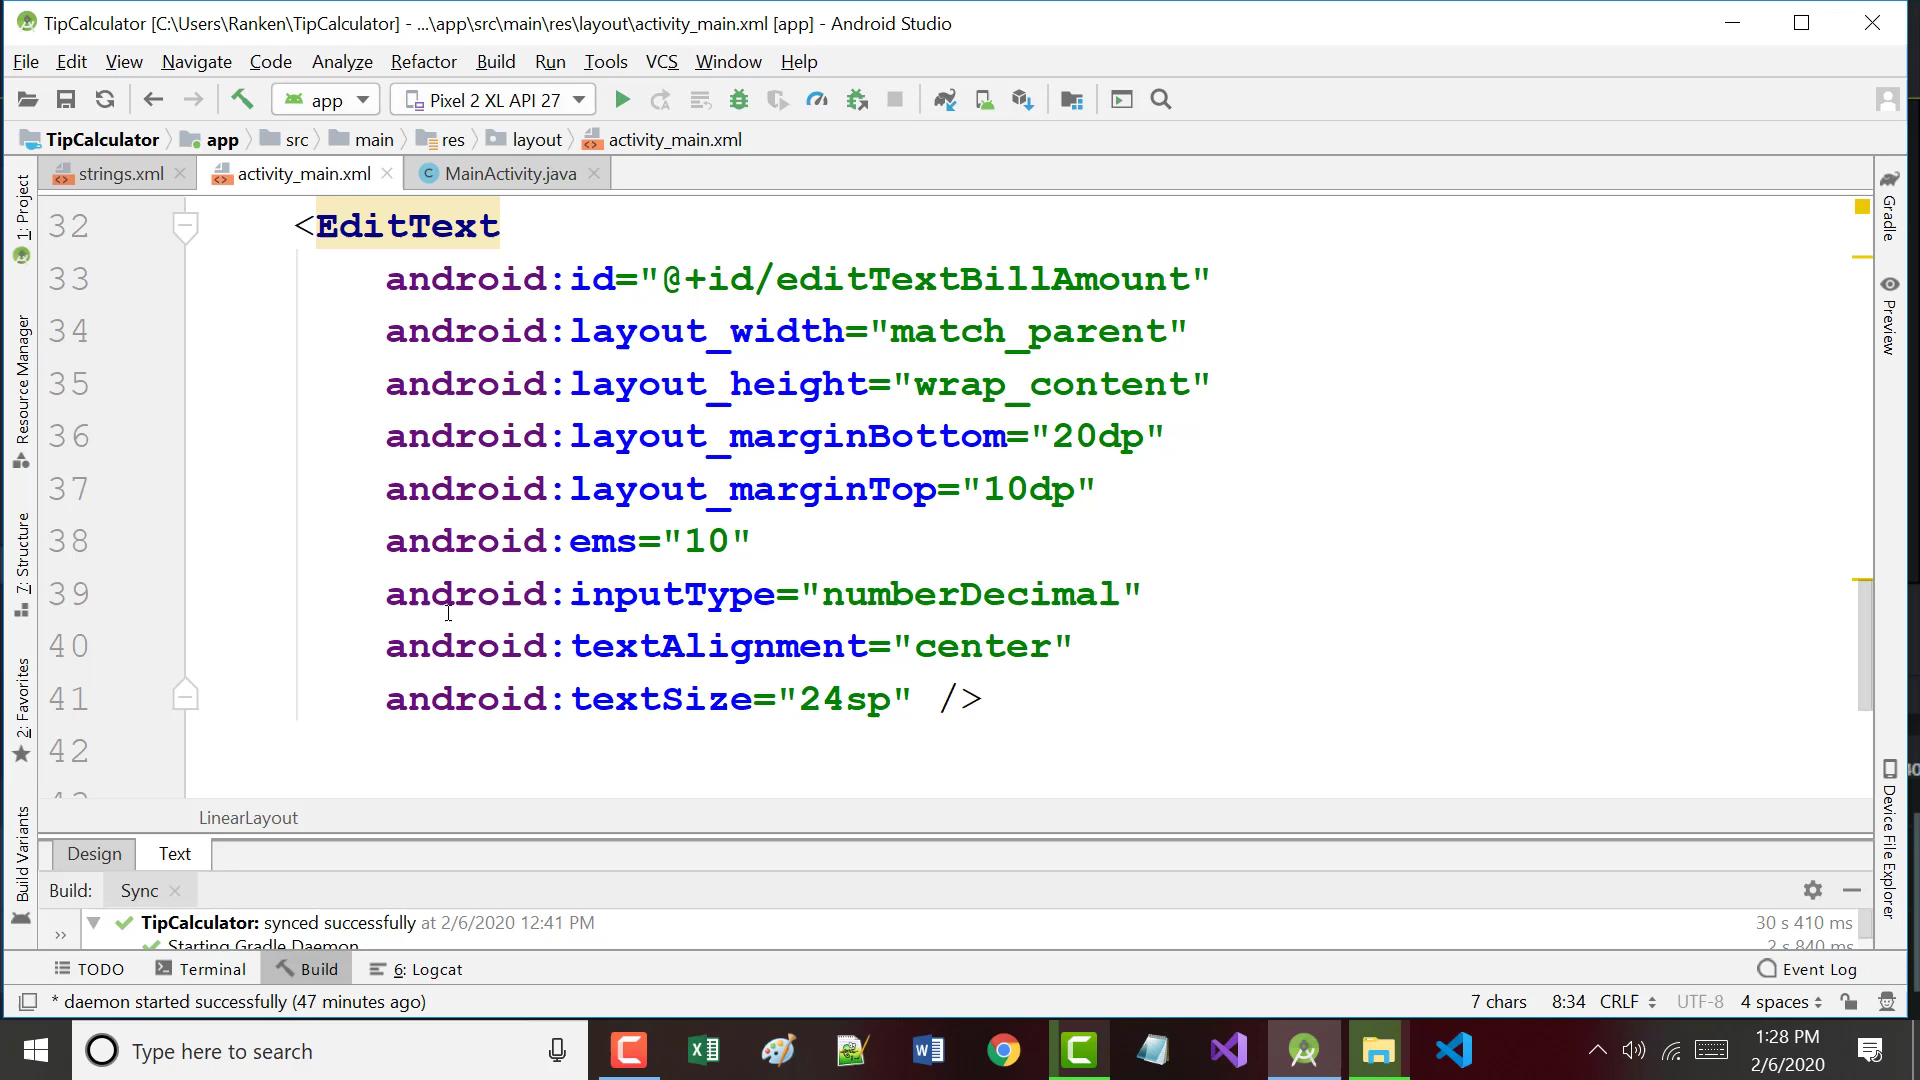 TipCalculator [C:\Users\Ranken\TipCalculator] - ...\app\src\main\res\layout\activity_main.xml [app] - Android Studio
File Edit View Navigate Code Analyze Refactor Build Run Tools VCS Window Help
app Pixel 2 XL API 27
TipCalculator app src main res layout activity_main.xml
strings.xml activity_main.xml MainActivity.java
1: Project
Resource Manager
7: Structure
2: Favorites
Build Variants
32 <EditText
33 android:id="@+id/editTextBillAmount"
34 android:layout_width="match_parent"
35 android:layout_height="wrap_content"
36 android:layout_marginBottom="20dp"
37 android:layout_marginTop="10dp"
38 android:ems="10"
39 android:inputType="numberDecimal"
40 android:textAlignment="center"
41 android:textSize="24sp" />
42
Gradle
Preview
Device File Explorer
LinearLayout
Design Text
Build: Sync
TipCalculator: synced successfully at 2/6/2020 12:41 PM 30 s 410 ms
Starting Gradle Daemon 2 s 840 ms
TODO Terminal Build 6: Logcat Event Log
* daemon started successfully (47 minutes ago) 7 chars 8:34 CRLF UTF-8 4 spaces
Type here to search
1:28 PM
2/6/2020